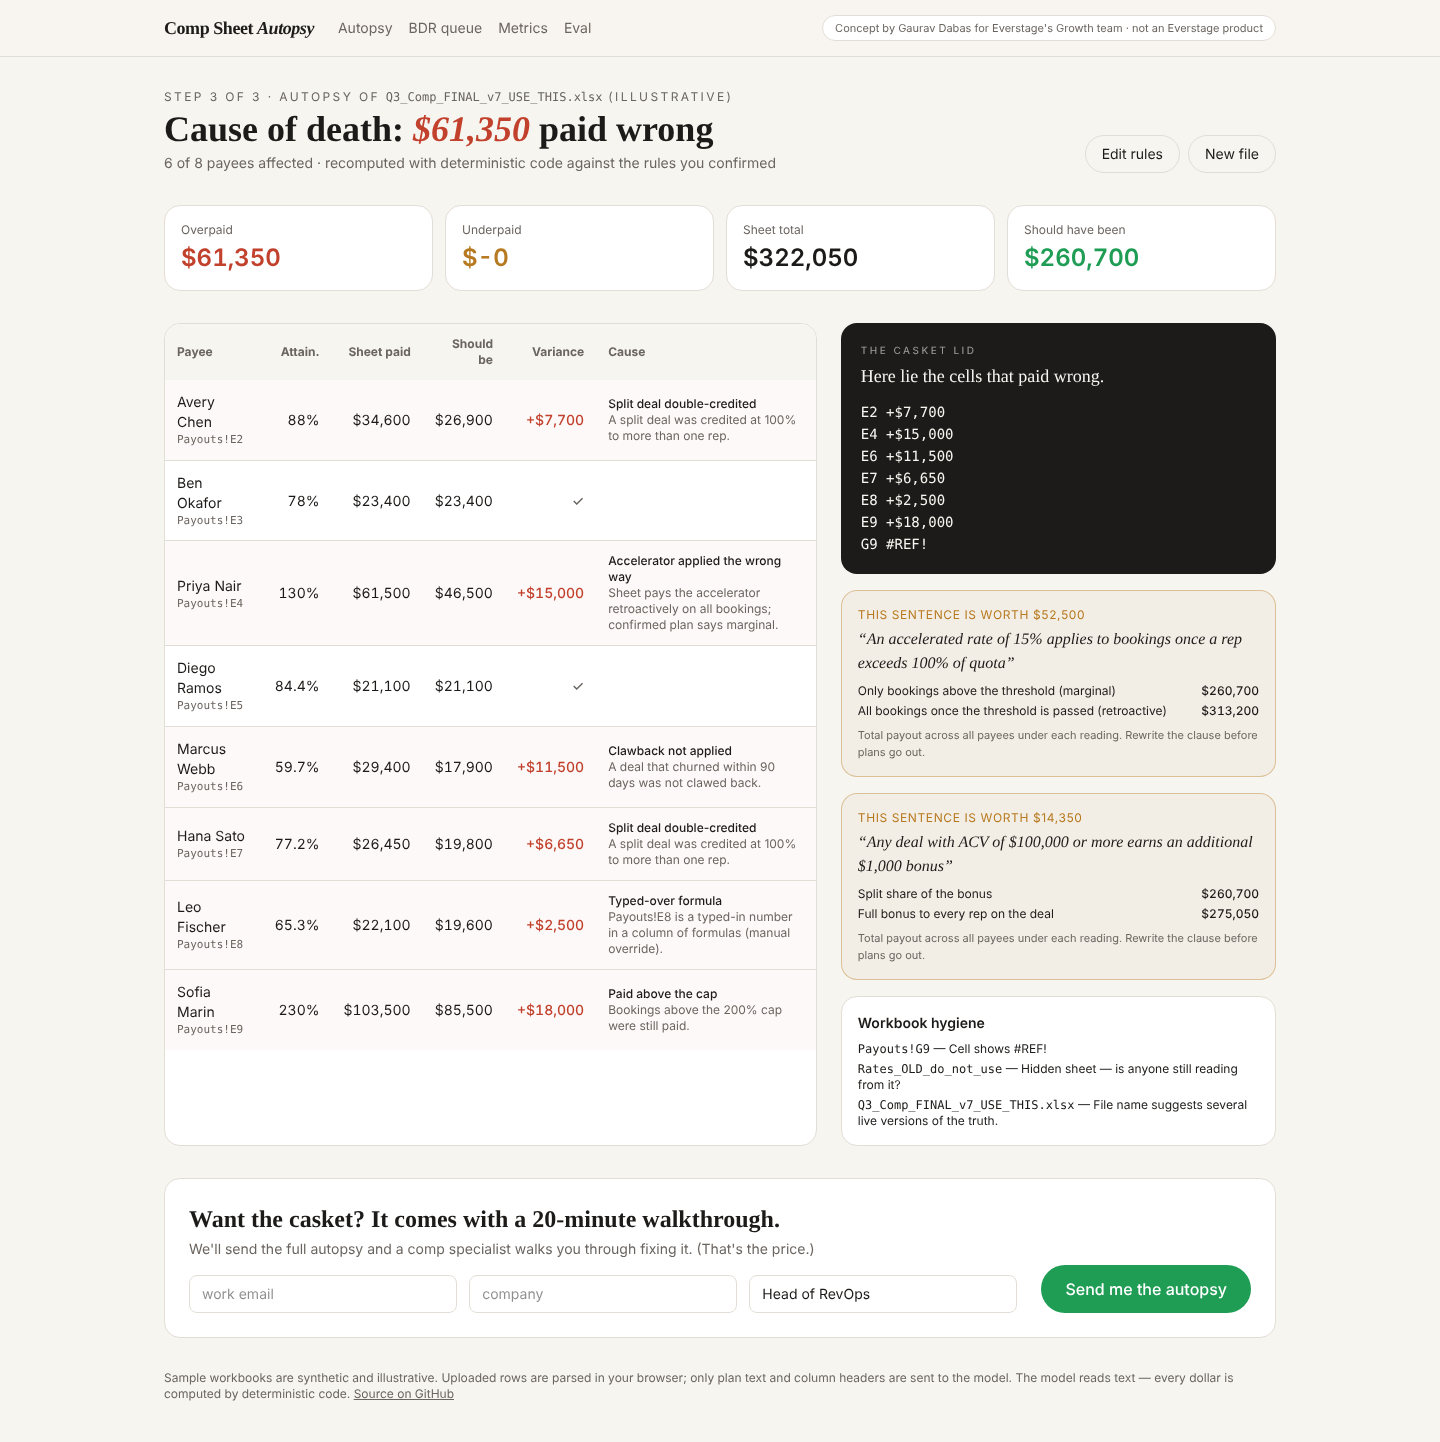 Comp Sheet Autopsy
Autopsy
BDR queue
Metrics
Eval
Concept by Gaurav Dabas for Everstage's Growth team · not an Everstage product
STEP 3 OF 3 · AUTOPSY OF Q3_Comp_FINAL_v7_USE_THIS.xlsx (ILLUSTRATIVE)
Cause of death: $61,350 paid wrong
6 of 8 payees affected · recomputed with deterministic code against the rules you confirmed
Edit rules
New file
Overpaid
$61,350
Underpaid
$-0
Sheet total
$322,050
Should have been
$260,700
Payee Attain. Sheet paid Should be Variance Cause
Avery Chen
Payouts!E2
88% $34,600 $26,900 +$7,700
Split deal double-credited
A split deal was credited at 100%
to more than one rep.
Ben Okafor
Payouts!E3
78% $23,400 $23,400 ✓
Priya Nair
Payouts!E4
130% $61,500 $46,500 +$15,000
Accelerator applied the wrong
way
Sheet pays the accelerator
retroactively on all bookings;
confirmed plan says marginal.
Diego Ramos
Payouts!E5
84.4% $21,100 $21,100 ✓
Marcus Webb
Payouts!E6
59.7% $29,400 $17,900 +$11,500
Clawback not applied
A deal that churned within 90
days was not clawed back.
Hana Sato
Payouts!E7
77.2% $26,450 $19,800 +$6,650
Split deal double-credited
A split deal was credited at 100%
to more than one rep.
Leo Fischer
Payouts!E8
65.3% $22,100 $19,600 +$2,500
Typed-over formula
Payouts!E8 is a typed-in number
in a column of formulas (manual
override).
Sofia Marin
Payouts!E9
230% $103,500 $85,500 +$18,000
Paid above the cap
Bookings above the 200% cap
were still paid.
THE CASKET LID
Here lie the cells that paid wrong.
E2 +$7,700
E4 +$15,000
E6 +$11,500
E7 +$6,650
E8 +$2,500
E9 +$18,000
G9 #REF!
THIS SENTENCE IS WORTH $52,500
“An accelerated rate of 15% applies to bookings once a rep
exceeds 100% of quota”
Only bookings above the threshold (marginal) $260,700
All bookings once the threshold is passed (retroactive) $313,200
Total payout across all payees under each reading. Rewrite the clause before
plans go out.
THIS SENTENCE IS WORTH $14,350
“Any deal with ACV of $100,000 or more earns an additional
$1,000 bonus”
Split share of the bonus $260,700
Full bonus to every rep on the deal $275,050
Total payout across all payees under each reading. Rewrite the clause before
plans go out.
Workbook hygiene
Payouts!G9 — Cell shows #REF!
Rates_OLD_do_not_use — Hidden sheet — is anyone still reading
from it?
Q3_Comp_FINAL_v7_USE_THIS.xlsx — File name suggests several
live versions of the truth.
Want the casket? It comes with a 20-minute walkthrough.
We'll send the full autopsy and a comp specialist walks you through fixing it. (That's the price.)
work email
company
Head of RevOps
Send me the autopsy
Sample workbooks are synthetic and illustrative. Uploaded rows are parsed in your browser; only plan text and column headers are sent to the model. The model reads text — every dollar is
computed by deterministic code. Source on GitHub